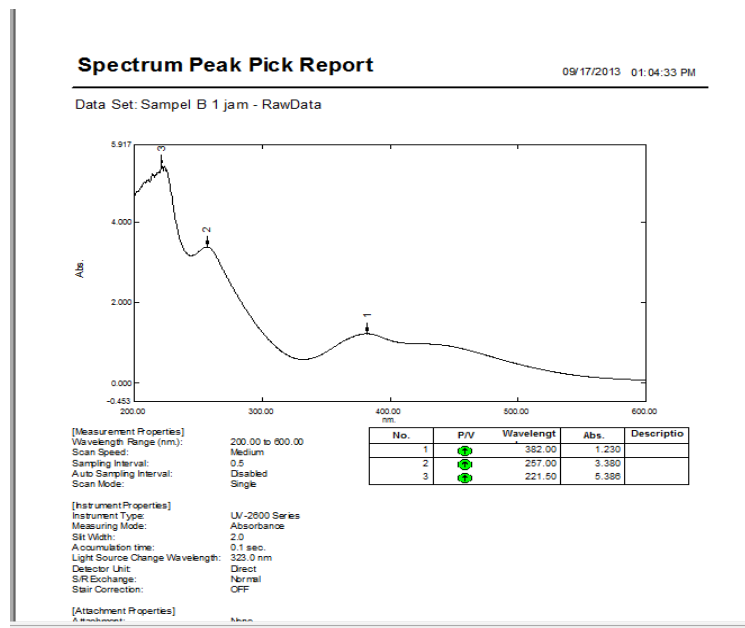 Spectrum Peak Pick Report
09/17/2013 01:04:33 PM
Data Set: Sampel B 1 jam - RawData
5.917
4.000
2.000
0.000
-0.453
Abs.
3
2
1
200.00 300.00 400.00 500.00 600.00
nm.
[Measurement Properties]
Wavelength Range (nm.): 200.00 to 600.00
Scan Speed: Medium
Sampling Interval: 0.5
Auto Sampling Interval: Disabled
Scan Mode: Single
[Instrument Properties]
Instrument Type: UV-2600 Series
Measuring Mode: Absorbance
Slit Width: 2.0
Accumulation time: 0.1 sec.
Light Source Change Wavelength: 323.0 nm
Detector Unit: Direct
S/R Exchange: Normal
Stair Correction: OFF
[Attachment Properties]
No. P/V Wavelengt Abs. Descriptio
1 382.00 1.230
2 257.00 3.380
3 221.50 5.386